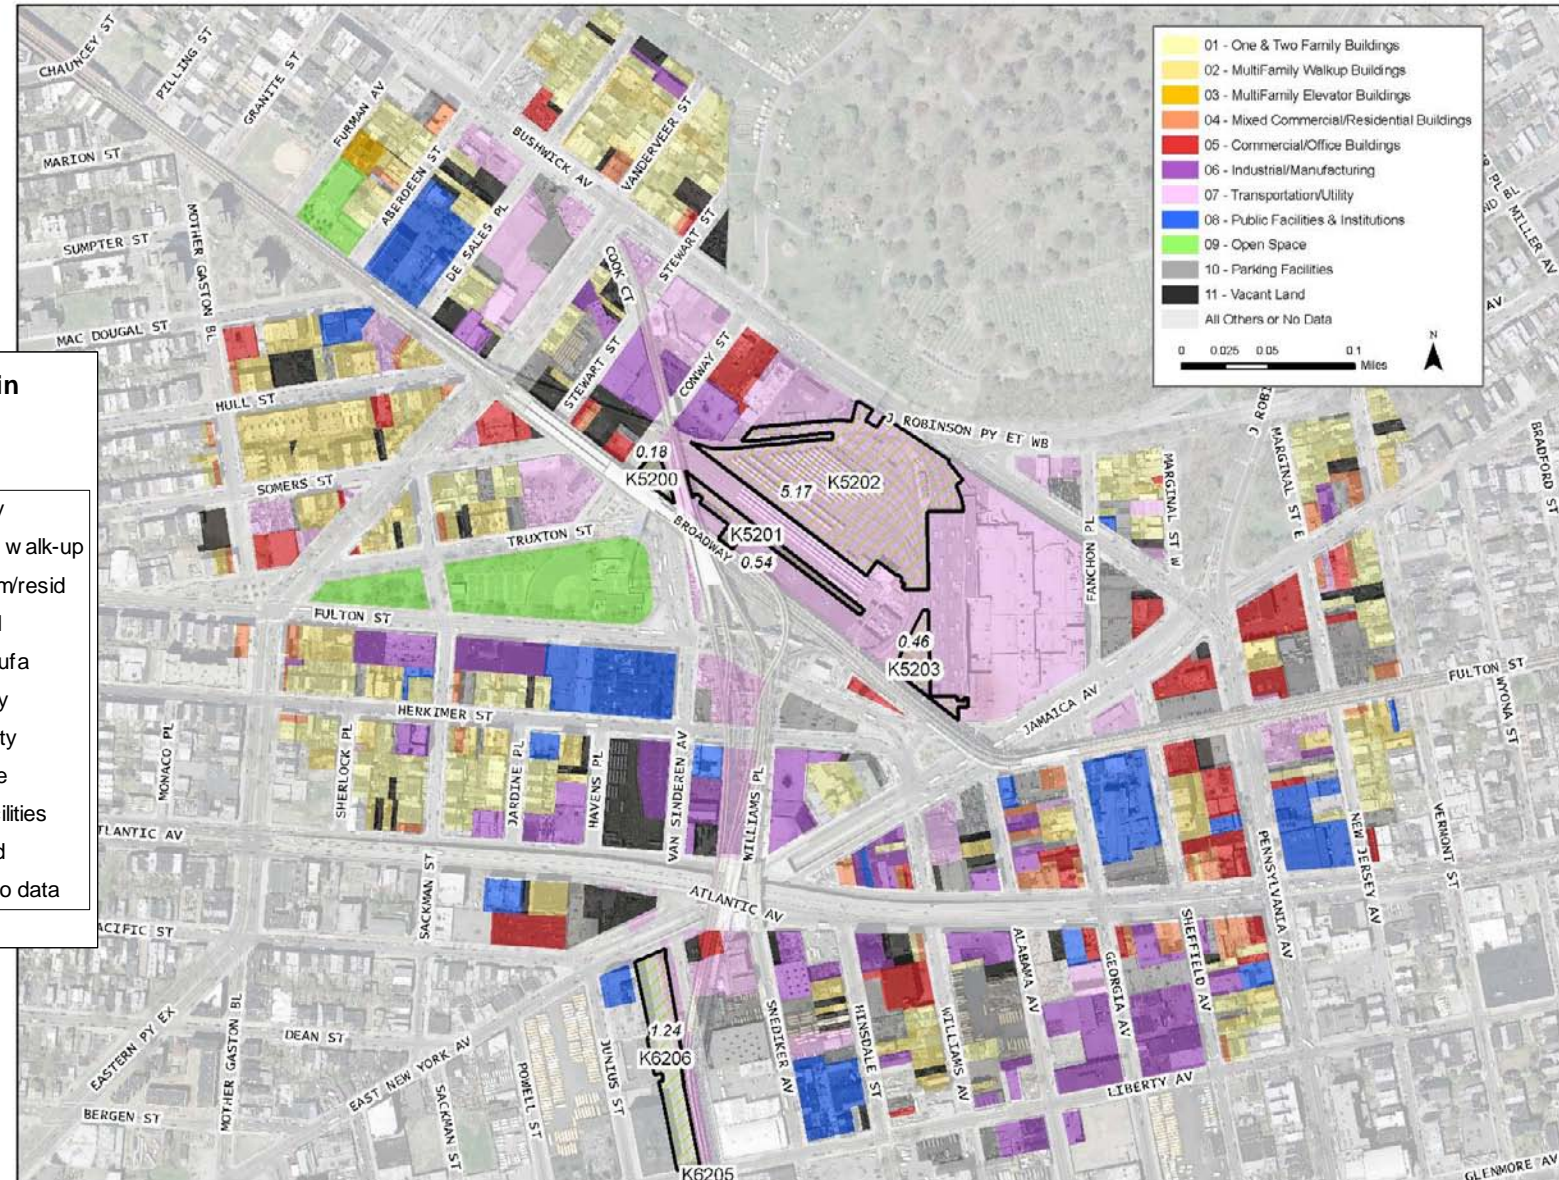 CHAUNCEY ST
PILLING ST
GRANITE ST
FURMAN AV
MARION ST
ABERDEEN ST
BUSHWICK AV
VANDERVEER ST
SUMPTER ST
MOTHER GASTON BL
DE SALES PL
COOK CT
STEWART ST
MAC DOUGAL ST
STEWART ST
CONWAY ST
HULL ST
J ROBINSON PY ET WB
SOMERS ST
TRUXTON ST
BROADWAY
FULTON ST
0.18
K5200
K5202
5.17
K5201
0.54
0.46
K5203
MARGINAL ST W
MARGINAL ST E
FANCHON PL
BRADFORD ST
MILLER AV
AV
JAMAICA AV
FULTON ST
WYONA ST
HERKIMER ST
MONACO PL
SHERLOCK PL
JARDINE PL
HAVENS PL
VAN SINDEREN AV
WILLIAMS PL
TLANTIC AV
SACKMAN ST
ATLANTIC AV
PENNSYLVANIA AV
NEW JERSEY AV
VERMONT ST
ACIFIC ST
EASTERN PY EX
MOTHER GASTON BL
DEAN ST
EAST NEW YORK AV
BERGEN ST
SACKMAN ST
POWELL ST
JUNIUS ST
1.24
K6206
K6205
SNEDIKER AV
HINSDALE ST
WILLIAMS AV
ALABAMA AV
GEORGIA AV
SHEFFIELD AV
LIBERTY AV
GLENMORE AV
01 - One & Two Family Buildings
02 - MultiFamily Walkup Buildings
03 - MultiFamily Elevator Buildings
04 - Mixed Commercial/Residential Buildings
05 - Commercial/Office Buildings
06 - Industrial/Manufacturing
07 - Transportation/Utility
08 - Public Facilities & Institutions
09 - Open Space
10 - Parking Facilities
11 - Vacant Land
All Others or No Data
N
0 0.025 0.05 0.1
Miles
in
y
walk-up
m/resid
l
ufa
y
ty
e
cilities
d
o data